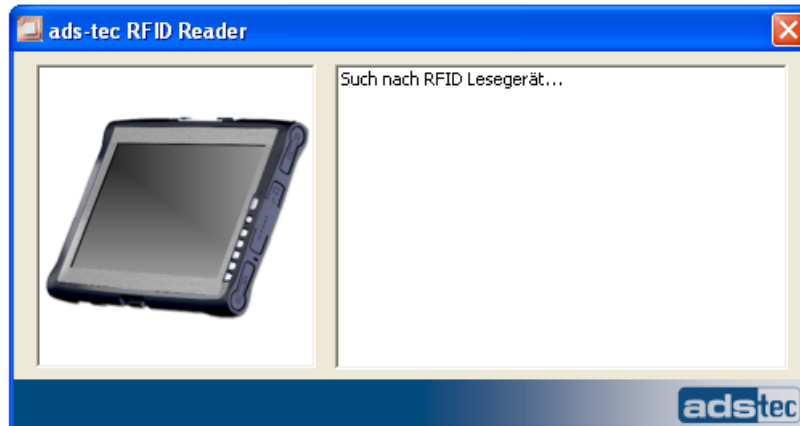 ads-tec RFID Reader
Such nach RFID Lesegerät...
adstec